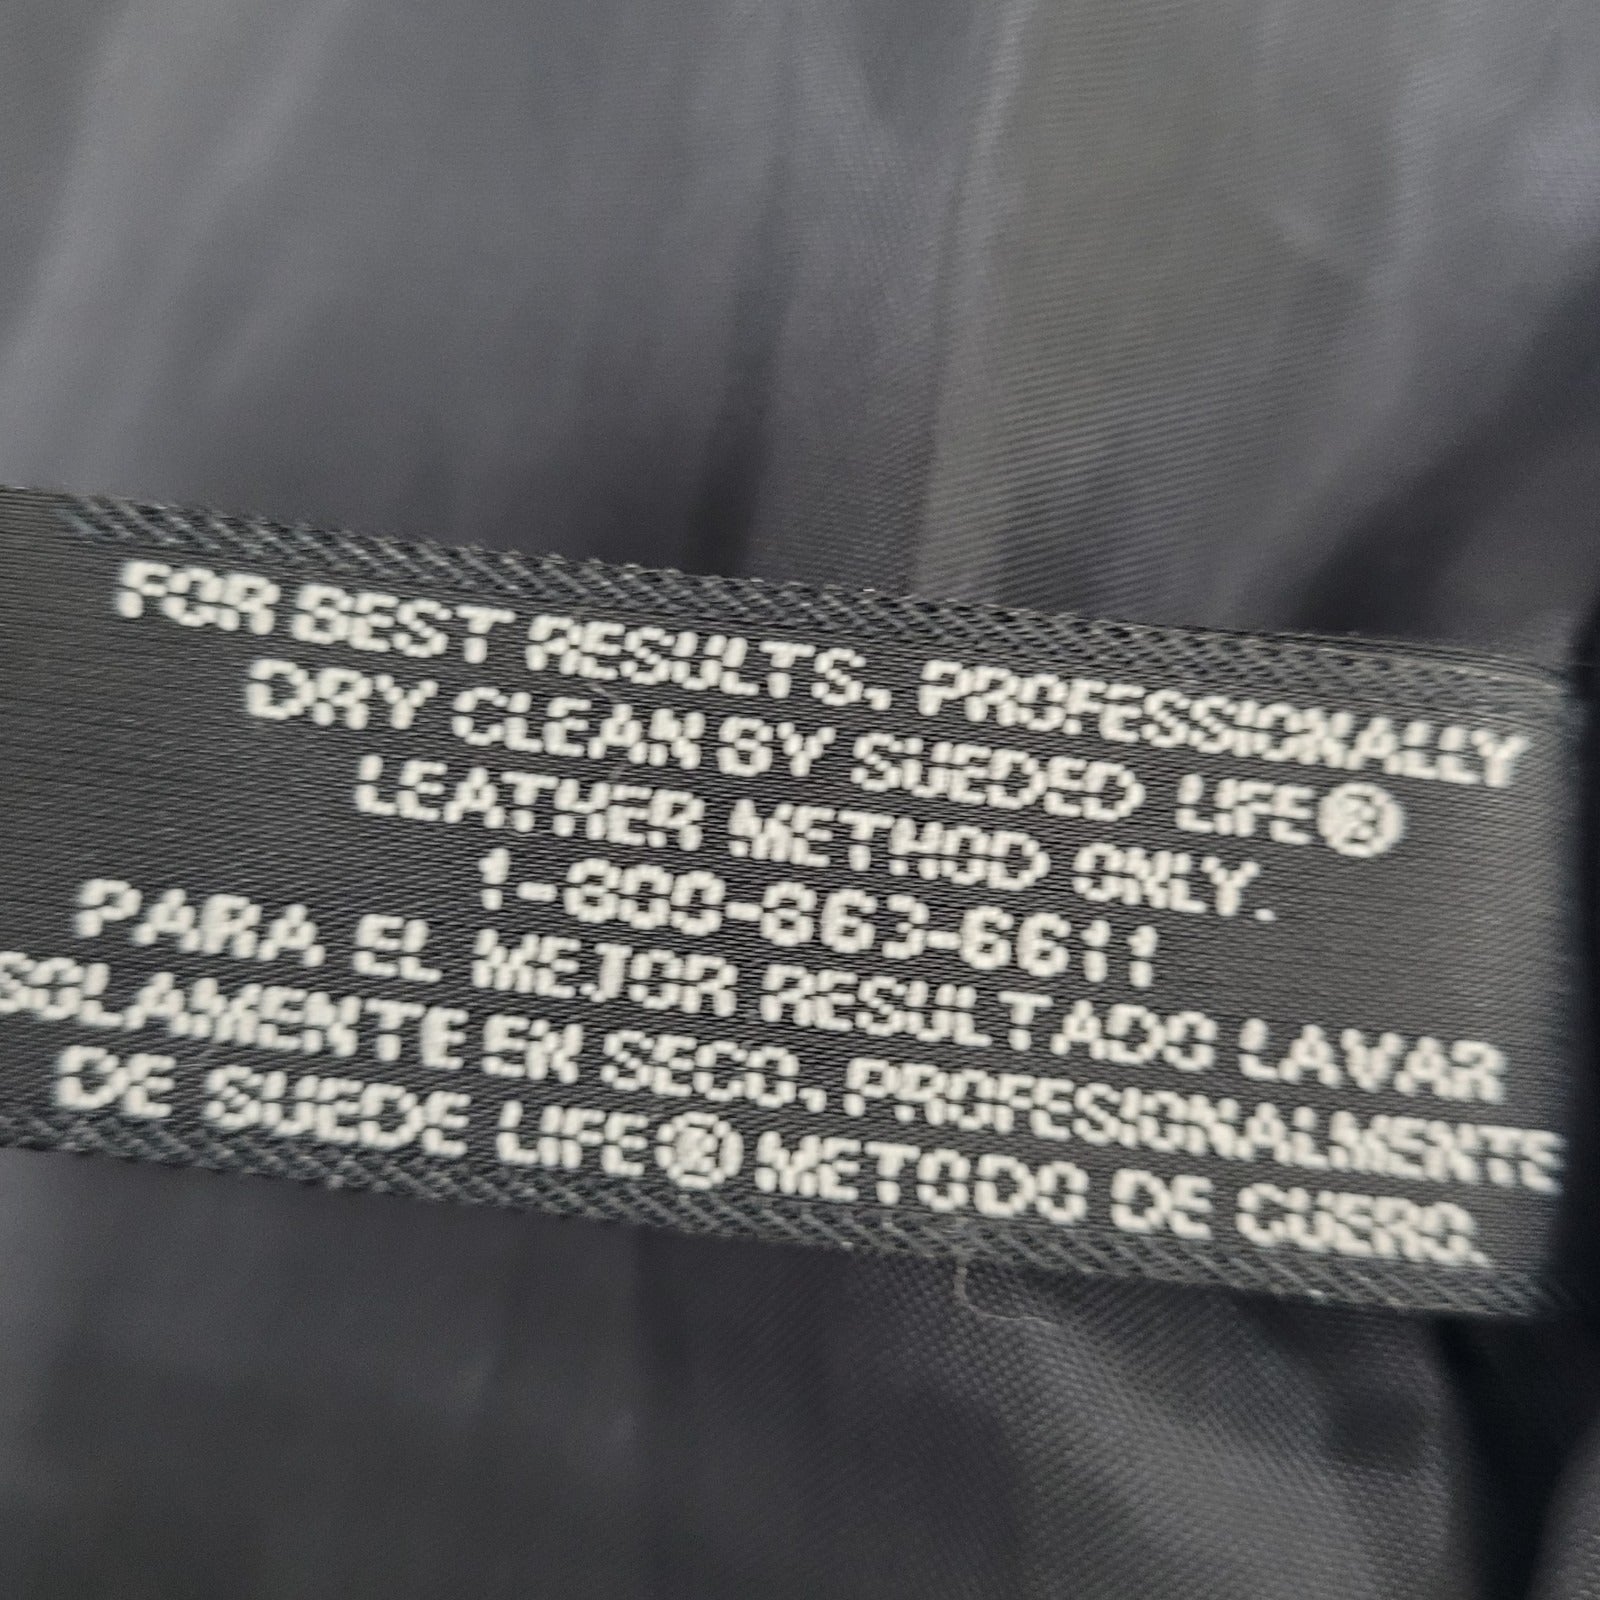 FOR BEST RESULTS, PROFESSIONALLY
DRY CLEAN BY SUEDED LIFE®
LEATHER METHOD ONLY.
1-800-863-6611
PARA EL MEJOR RESULTADO LAVAR
SOLAMENTE EN SECO, PROFESIONALMENTE
DE SUEDE LIFE® METODO DE CUERO.